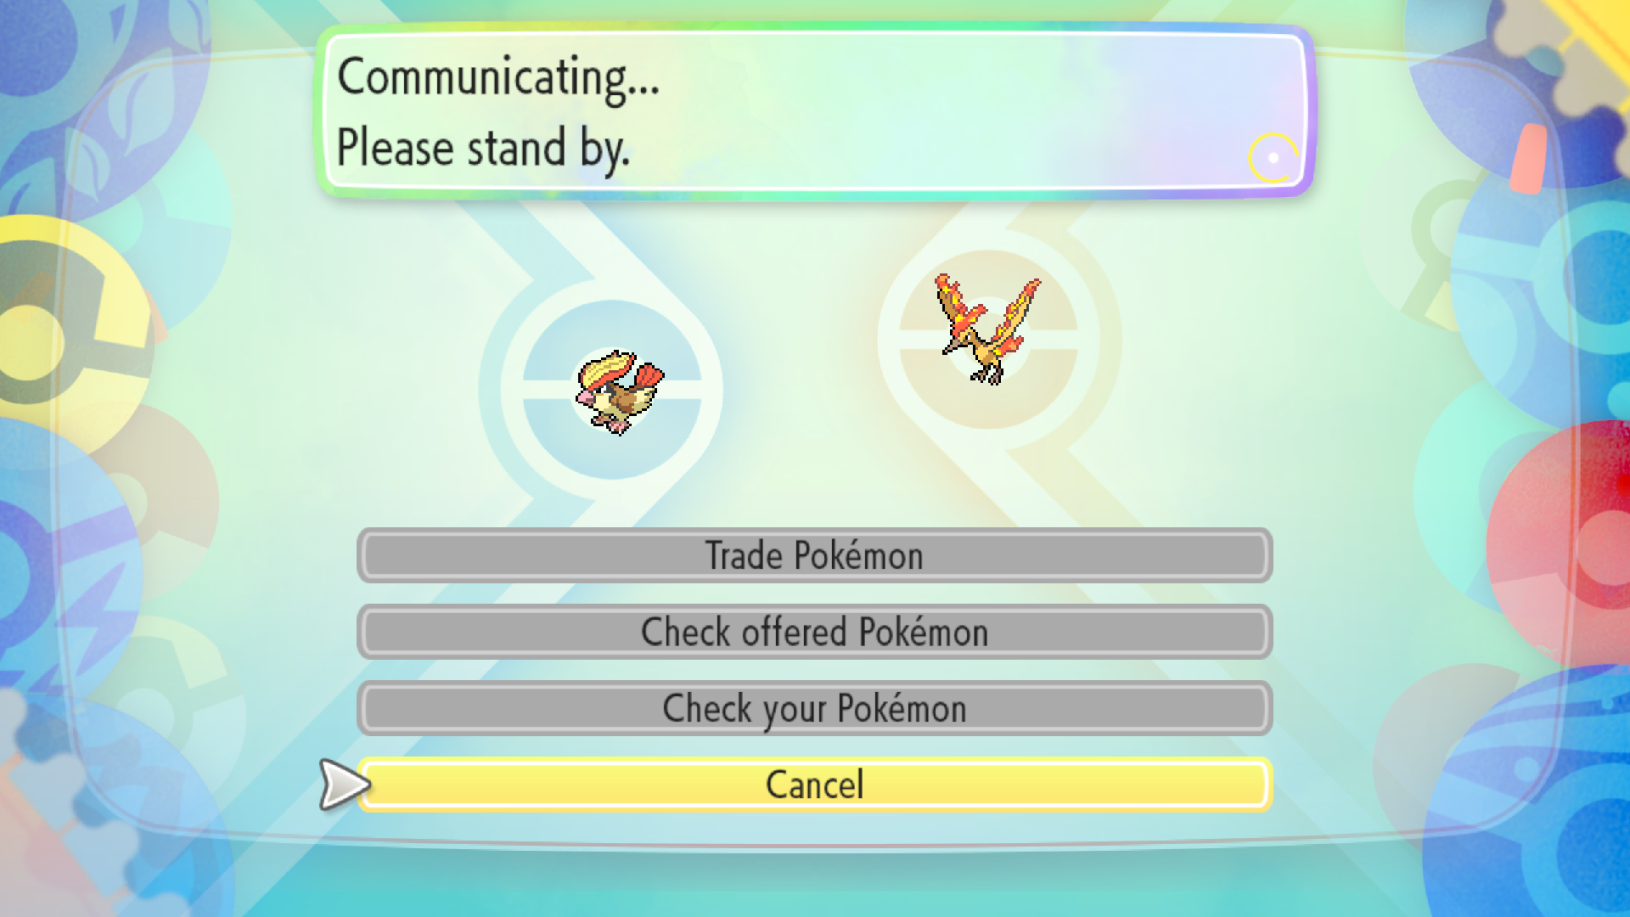 Communicating...
Please stand by.
Trade Pokémon
Check offered Pokémon
Check your Pokémon
Cancel